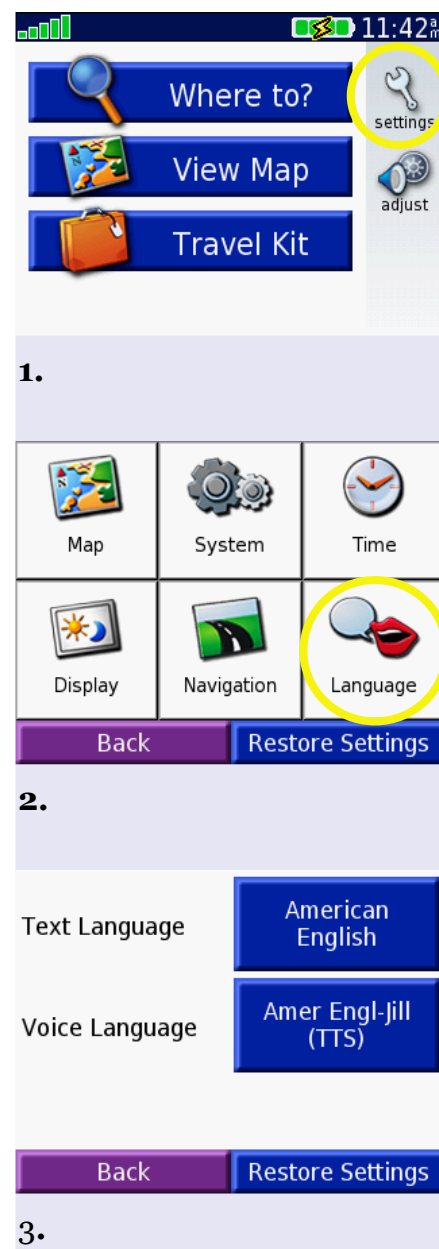 11:42 am
Where to?
settings
View Map
adjust
Travel Kit
1.
Map System Time
Display Navigation Language
Back Restore Settings
2.
Text Language American English
Voice Language Amer Engl-Jill (TTS)
Back Restore Settings
3.